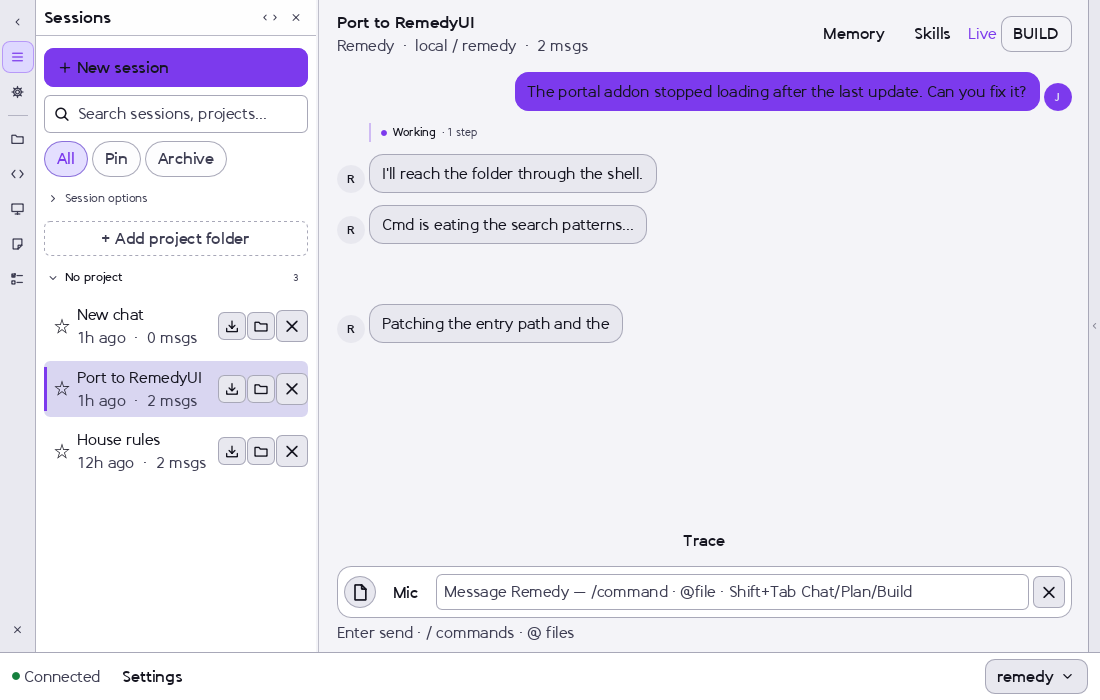 Sessions
+ New session
Search sessions, projects...
All
Pin
Archive
Session options
+ Add project folder
No project
3
New chat
1h ago · 0 msgs
Port to RemedyUI
1h ago · 2 msgs
House rules
12h ago · 2 msgs
Port to RemedyUI
Remedy · local / remedy · 2 msgs
Memory
Skills
Live
BUILD
The portal addon stopped loading after the last update. Can you fix it?
J
Working · 1 step
R
I'll reach the folder through the shell.
R
Cmd is eating the search patterns...
R
Patching the entry path and the
Trace
Mic
Message Remedy — /command · @file · Shift+Tab Chat/Plan/Build
Enter send · / commands · @ files
Connected
Settings
remedy